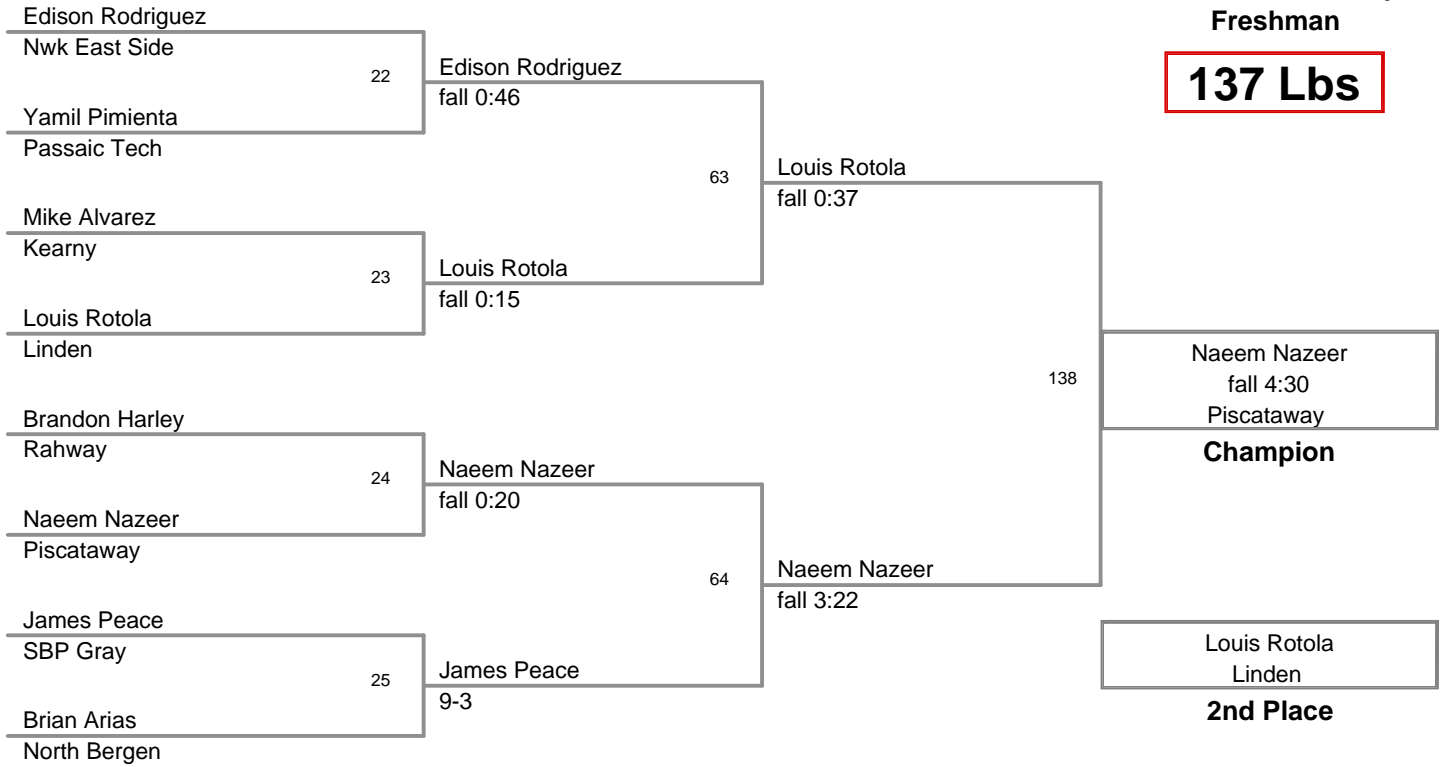 Freshman
137 Lbs
Edison Rodriguez
Nwk East Side
22
Yamil Pimienta
Passaic Tech
Edison Rodriguez
fall 0:46
63
Mike Alvarez
Kearny
23
Louis Rotola
Linden
Louis Rotola
fall 0:15
Louis Rotola
fall 0:37
138
Brandon Harley
Rahway
24
Naeem Nazeer
Piscataway
Naeem Nazeer
fall 0:20
64
James Peace
SBP Gray
25
Brian Arias
North Bergen
James Peace
9-3
Naeem Nazeer
fall 3:22
Naeem Nazeer
fall 4:30
Piscataway
Champion
Louis Rotola
Linden
2nd Place